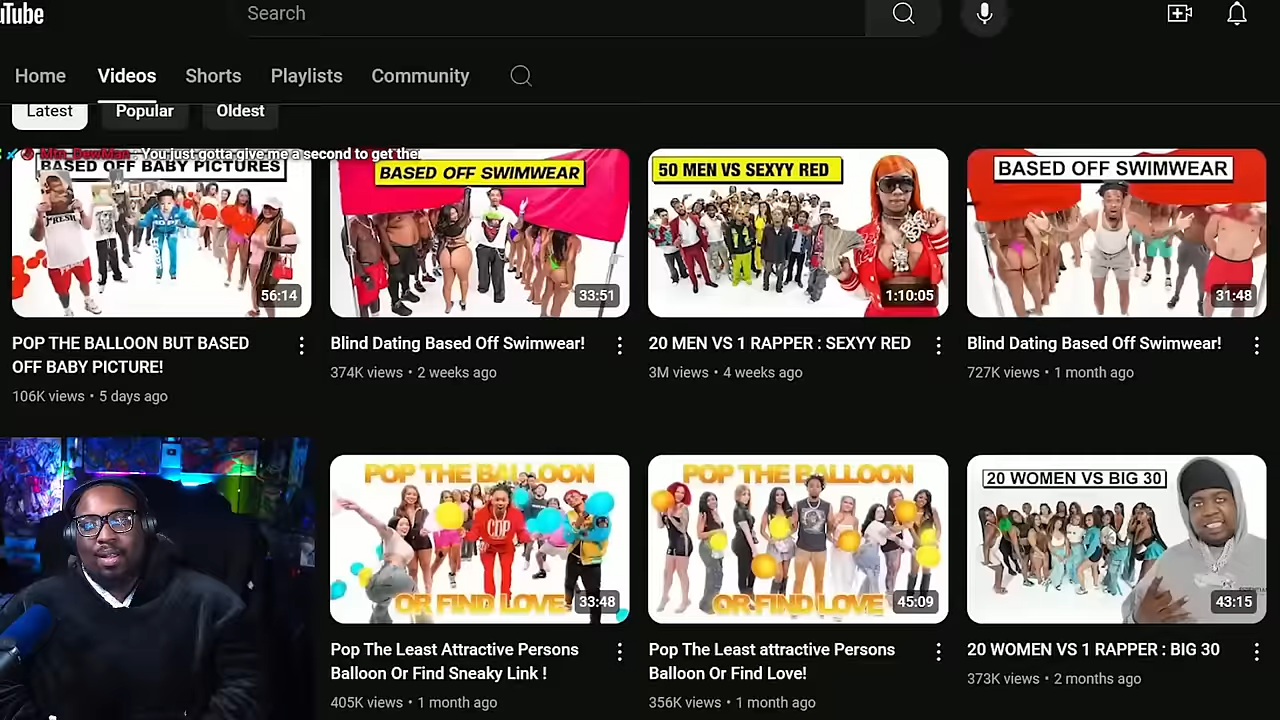 uTube
Search
Home
Videos
Shorts
Playlists
Community
Latest
Popular
Oldest
Mtn_DewMan: You just gotta give me a second to get the
BASED OFF BABY PICTURES
FRESH
56:14
BASED OFF SWIMWEAR
33:51
50 MEN VS SEXYY RED
1:10:05
BASED OFF SWIMWEAR
31:48
POP THE BALLOON BUT BASED
OFF BABY PICTURE!
106K views • 5 days ago
Blind Dating Based Off Swimwear!
374K views • 2 weeks ago
20 MEN VS 1 RAPPER : SEXYY RED
3M views • 4 weeks ago
Blind Dating Based Off Swimwear!
727K views • 1 month ago
POP THE BALLOON
OR FIND LOVE
33:48
POP THE BALLOON
OR FIND LOVE
45:09
20 WOMEN VS BIG 30
43:15
Pop The Least Attractive Persons
Balloon Or Find Sneaky Link !
405K views • 1 month ago
Pop The Least attractive Persons
Balloon Or Find Love!
356K views • 1 month ago
20 WOMEN VS 1 RAPPER : BIG 30
373K views • 2 months ago